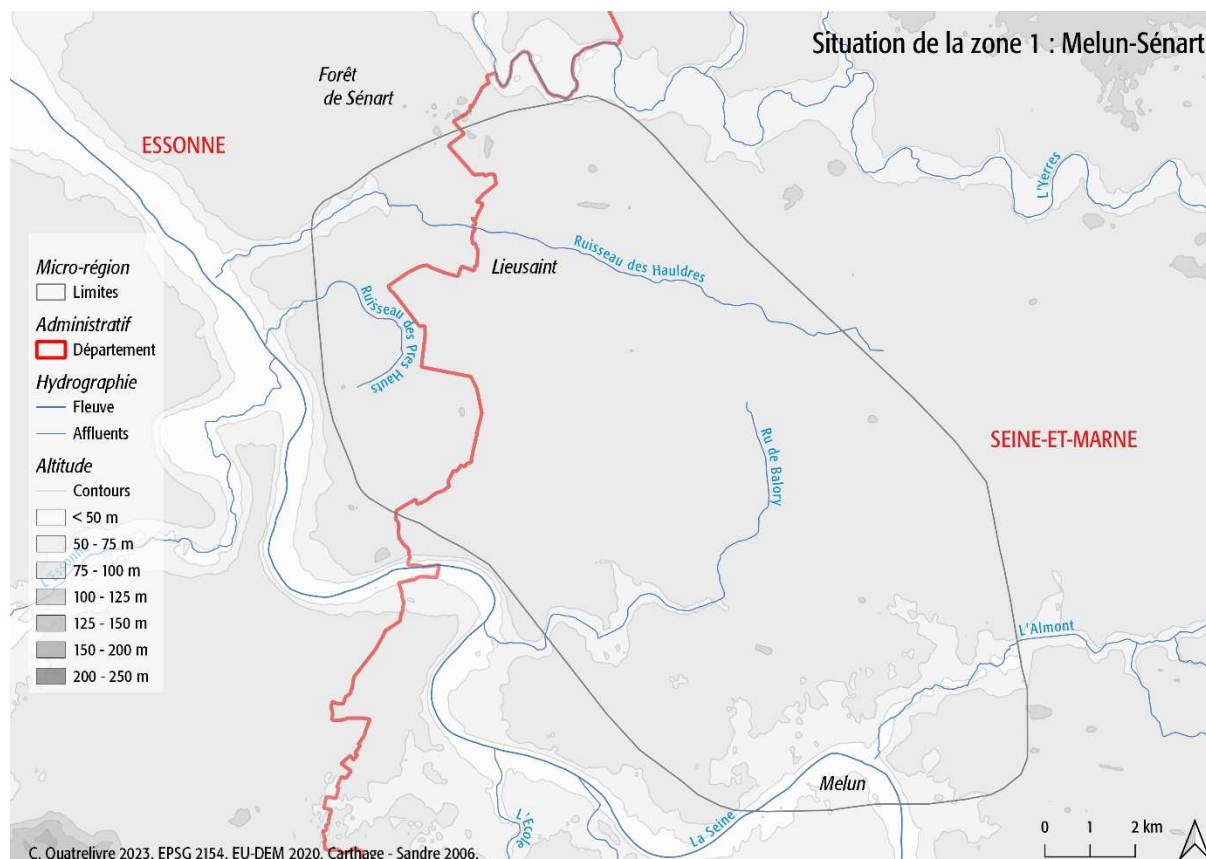 Situation de la zone 1 : Melun-Sénart
Forêt
de Sénart
ESSONNE
L'Yerres
Ruisseau des Hauldres
Lieusaint
Ruisseau des Pres Hauts
Micro-région
Limites
Administratif
Département
Hydrographie
Fleuve
Affluents
Altitude
Contours
< 50 m
50 - 75 m
75 - 100 m
100 - 125 m
125 - 150 m
150 - 200 m
200 - 250 m
L'Essonne
SEINE-ET-MARNE
Ru de Balory
L'Almont
Melun
La Seine
L'Ecole
0 1 2 km
C. Quatrelivre 2023. EPSG 2154. EU-DEM 2020. Carthage - Sandre 2006.